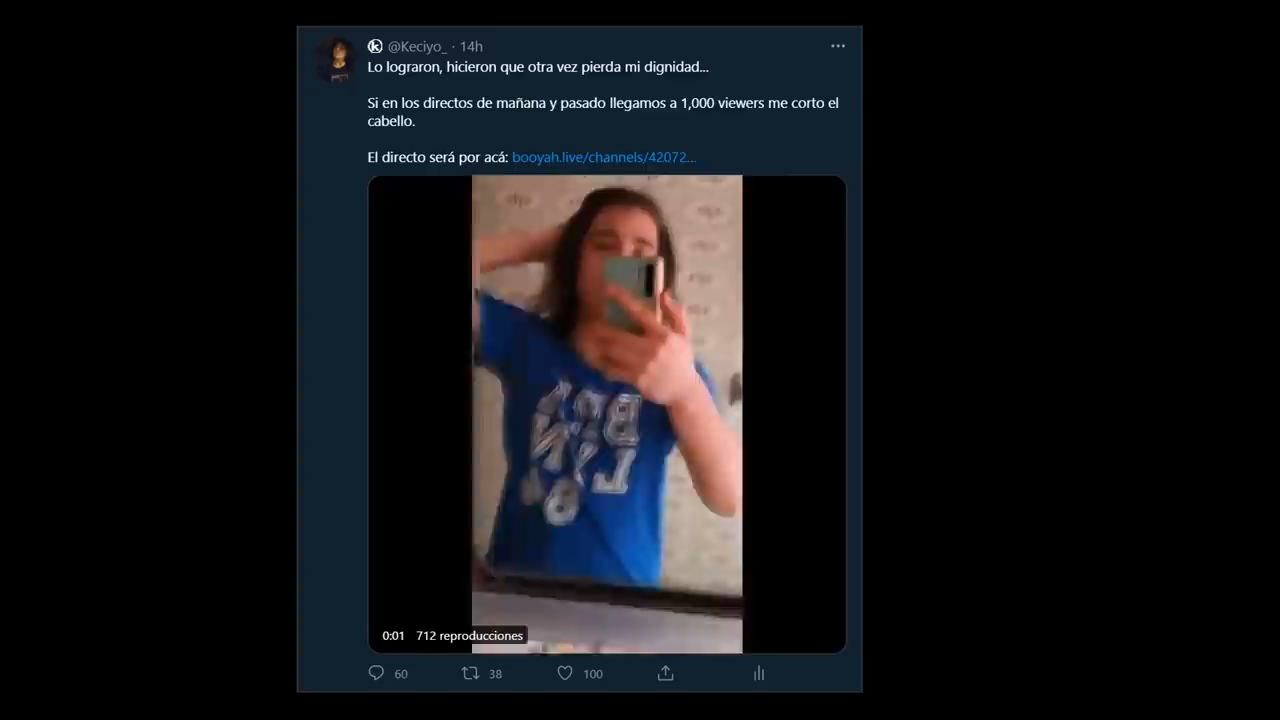 @Keciyo_ · 14h
Lo lograron, hicieron que otra vez pierda mi dignidad...
Si en los directos de mañana y pasado llegamos a 1,000 viewers me corto el
cabello.
El directo será por acá: booyah.live/channels/42072...
0:01 712 reproducciones
60 38 100